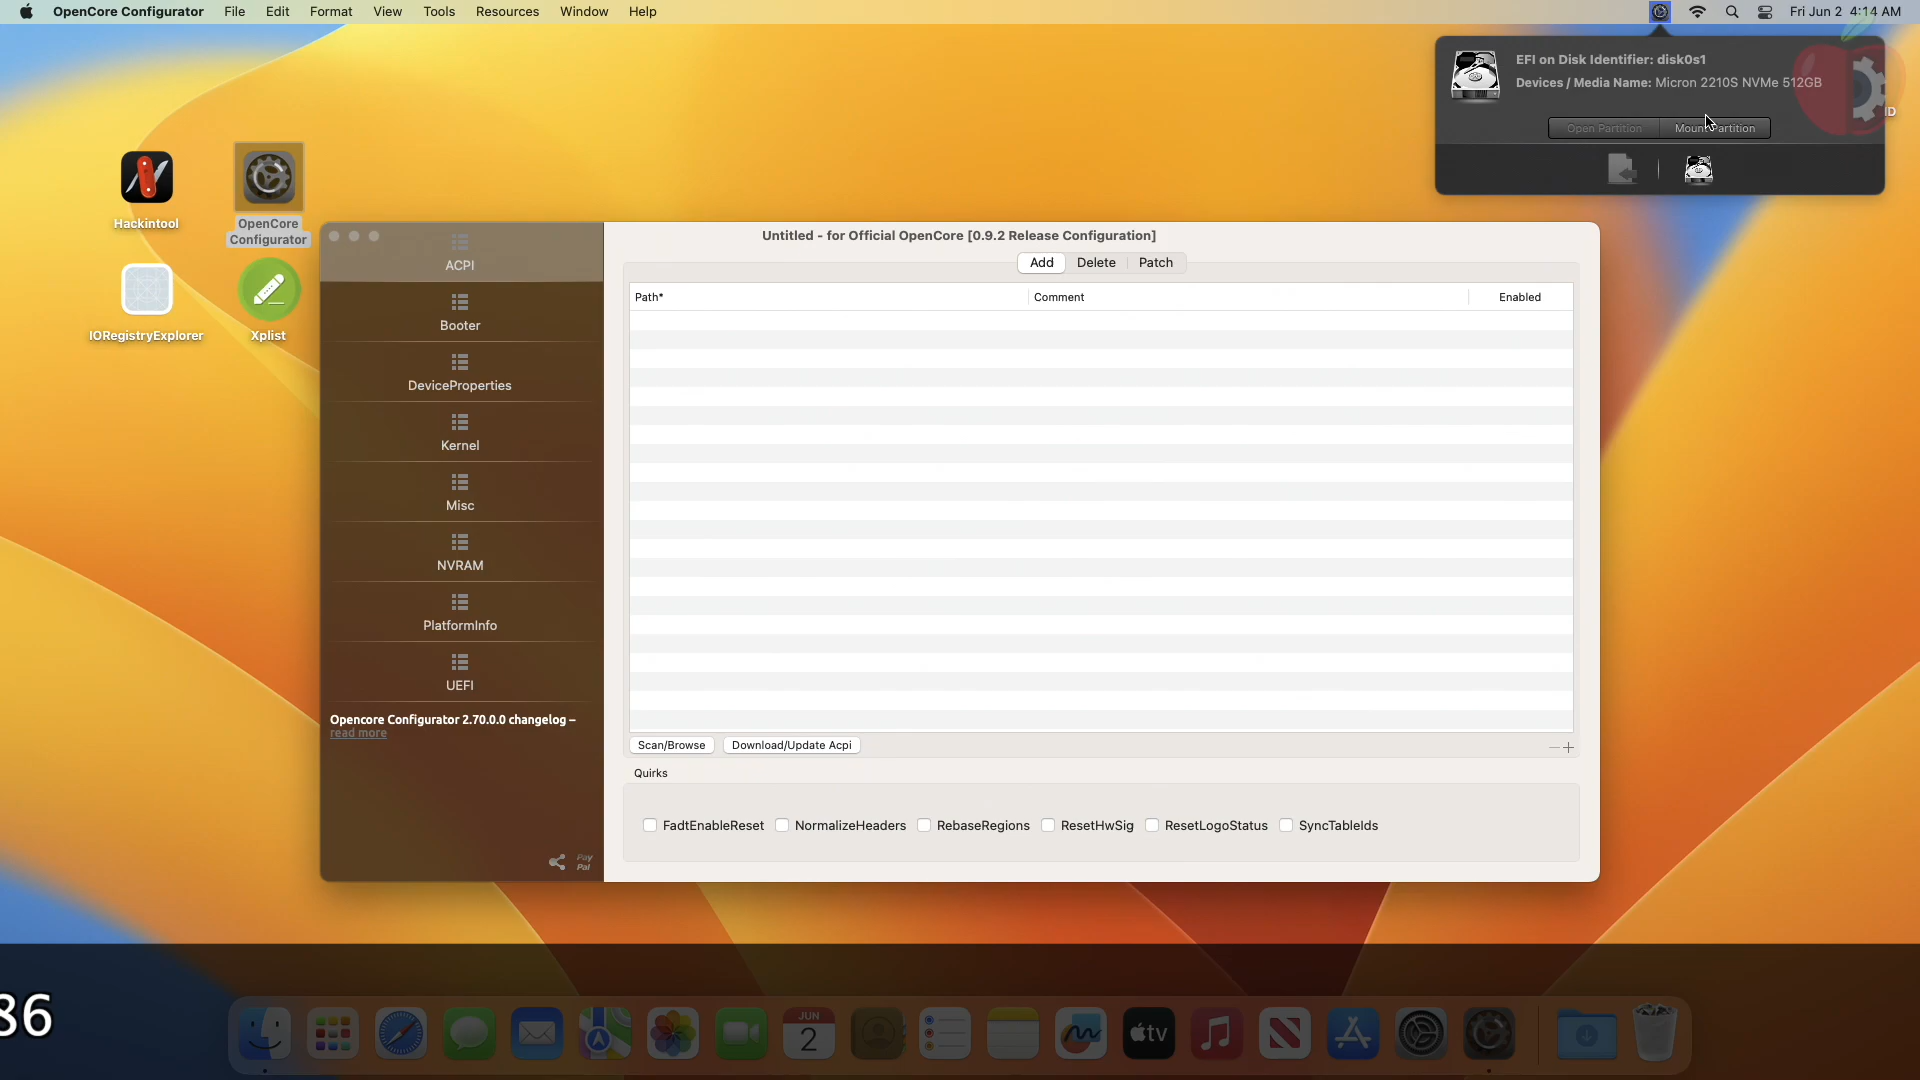 OpenCore Configurator File Edit Format View Tools Resources Window Help Fri Jun 2 4:14 AM
EFI on Disk Identifier: disk0s1
Devices / Media Name: Micron 2210S NVMe 512GB
Open Partition Mount Partition
Hackintool
OpenCore
Configurator
IORegistryExplorer
Xplist
Untitled - for Official OpenCore [0.9.2 Release Configuration]
ACPI
Booter
DeviceProperties
Kernel
Misc
NVRAM
PlatformInfo
UEFI
Opencore Configurator 2.70.0.0 changelog –
read more
Pay
Pal
Add Delete Patch
Path* Comment Enabled
Scan/Browse Download/Update Acpi
Quirks
FadtEnableReset NormalizeHeaders RebaseRegions ResetHwSig ResetLogoStatus SyncTableIds
86
JUN
2
tv